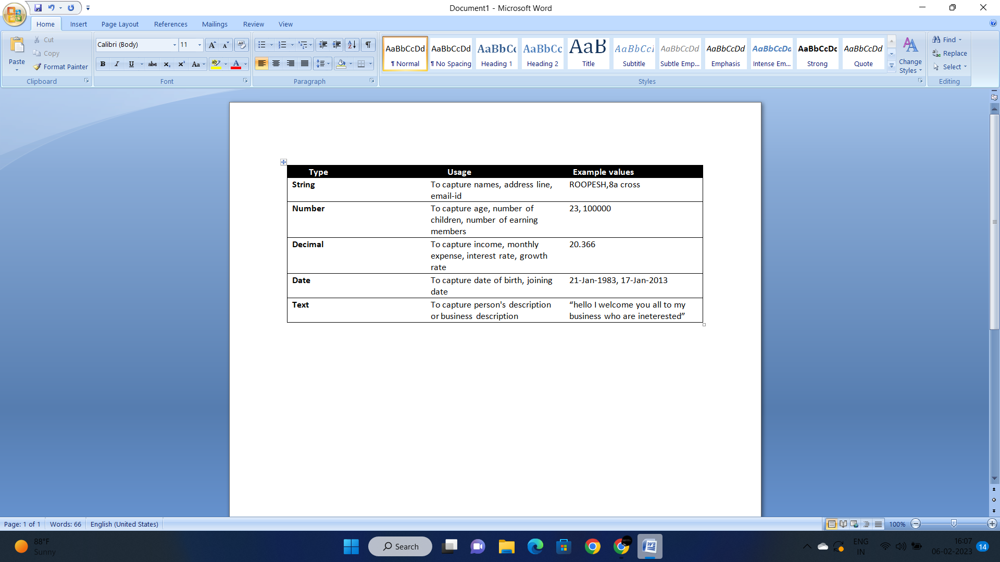 Document1 - Microsoft Word
Home Insert Page Layout References Mailings Review View
Paste
Cut
Copy
Format Painter
Clipboard
Calibri (Body) 11
Font
Paragraph
AaBbCcDd AaBbCcDd AaBbCc AaBbCc AaB AaBbCcI AaBbCcDd AaBbCcDd AaBbCcDd AaBbCcDc AaBbCcDd
¶ Normal ¶ No Spacing Heading 1 Heading 2 Title Subtitle Subtle Emp... Emphasis Intense Em... Strong Quote
Change
Styles
Styles
Find
Replace
Select
Editing
Type Usage Example values
String To capture names, address line, ROOPESH,8a cross
email-id
Number To capture age, number of 23, 100000
children, number of earning
members
Decimal To capture income, monthly 20.366
expense, interest rate, growth
rate
Date To capture date of birth, joining 21-Jan-1983, 17-Jan-2013
date
Text To capture person's description “hello I welcome you all to my
or business description business who are ineterested”
Page: 1 of 1 Words: 66 English (United States) 100%
88°F
Sunny
Search
ENG
IN
16:07
06-02-2023
14